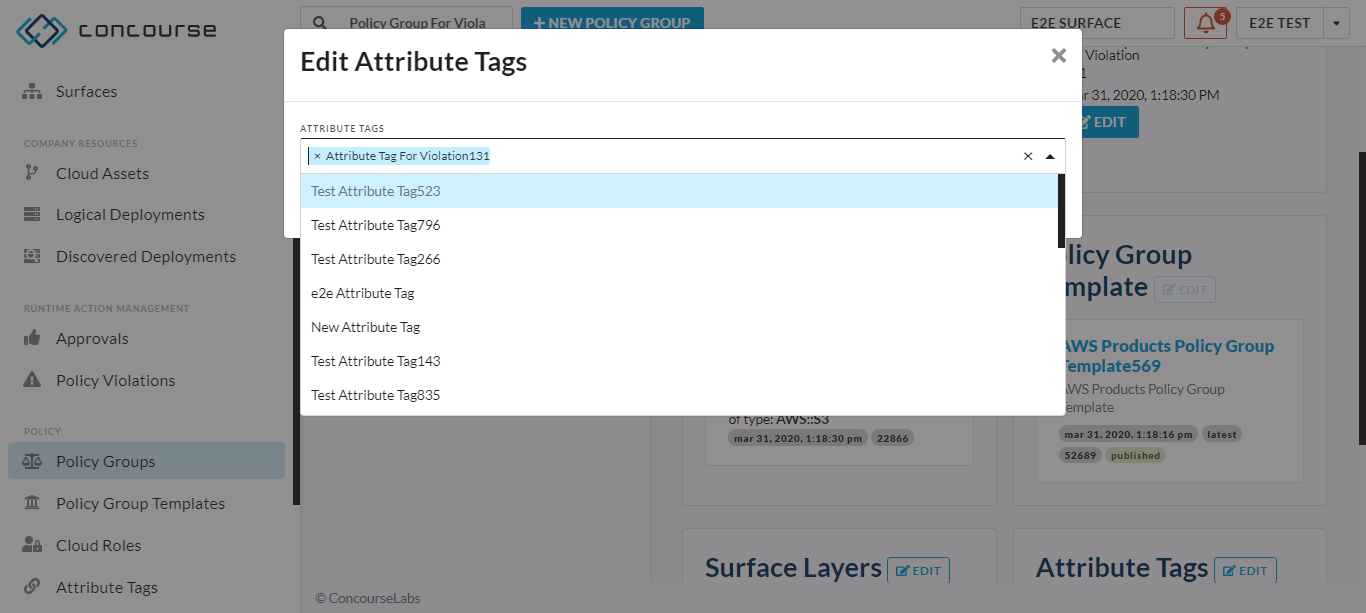 concourse
Policy Group For Viola
NEW POLICY GROUP
E2E SURFACE
5
E2E TEST
Surfaces
COMPANY RESOURCES
Cloud Assets
Logical Deployments
Discovered Deployments
RUNTIME ACTION MANAGEMENT
Approvals
Policy Violations
POLICY
Policy Groups
Policy Group Templates
Cloud Roles
Attribute Tags
Edit Attribute Tags
ATTRIBUTE TAGS
× Attribute Tag For Violation131
Test Attribute Tag523
Test Attribute Tag796
Test Attribute Tag266
e2e Attribute Tag
New Attribute Tag
Test Attribute Tag143
Test Attribute Tag835
Violation
31, 2020, 1:18:30 PM
EDIT
Group
EDIT
AWS Products Policy Group
Template569
AWS Products Policy Group
mar 31, 2020, 1:18:16 pm
latest
52689
published
of type: AWS::S3
mar 31, 2020, 1:18:30 pm
22866
Surface Layers
EDIT
Attribute Tags
EDIT
© ConcourseLabs